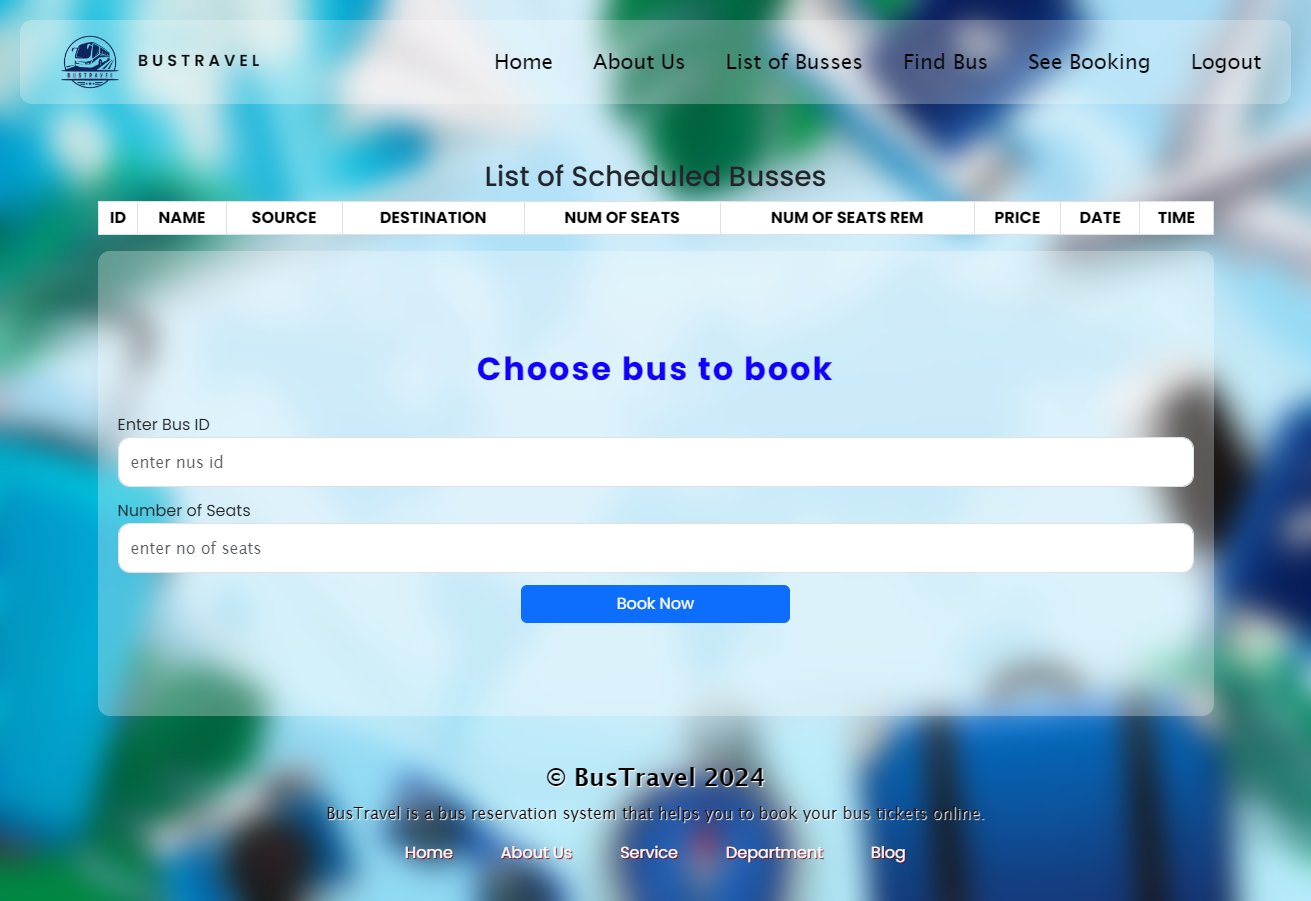 BUSTRAVEL
BUSTRAVEL Home About Us List of Busses Find Bus See Booking Logout
List of Scheduled Busses
ID NAME SOURCE DESTINATION NUM OF SEATS NUM OF SEATS REM PRICE DATE TIME
Choose bus to book
Enter Bus ID
enter nus id
Number of Seats
enter no of seats
Book Now
© BusTravel 2024
BusTravel is a bus reservation system that helps you to book your bus tickets online.
Home About Us Service Department Blog